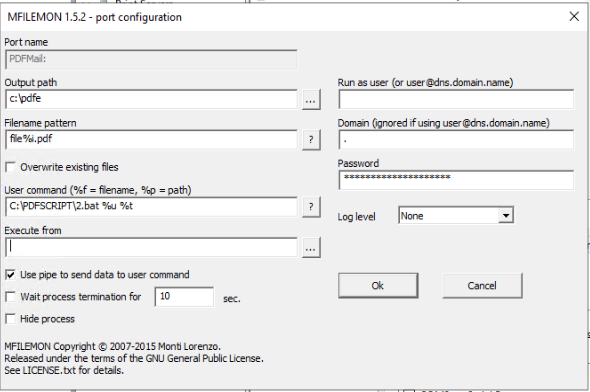 MFILEMON 1.5.2 - port configuration
Port name
PDFMail:
Output path
c:\pdfe
...
Filename pattern
file%i.pdf
?
Overwrite existing files
User command (%f = filename, %p = path)
C:\PDFSCRIPT\2.bat %u %t
?
Execute from
...
Use pipe to send data to user command
Wait process termination for 10 sec.
Hide process
Run as user (or user@dns.domain.name)
Domain (ignored if using user@dns.domain.name)
.
Password
********************
Log level None
Ok Cancel
MFILEMON Copyright © 2007-2015 Monti Lorenzo.
Released under the terms of the GNU General Public License.
See LICENSE.txt for details.